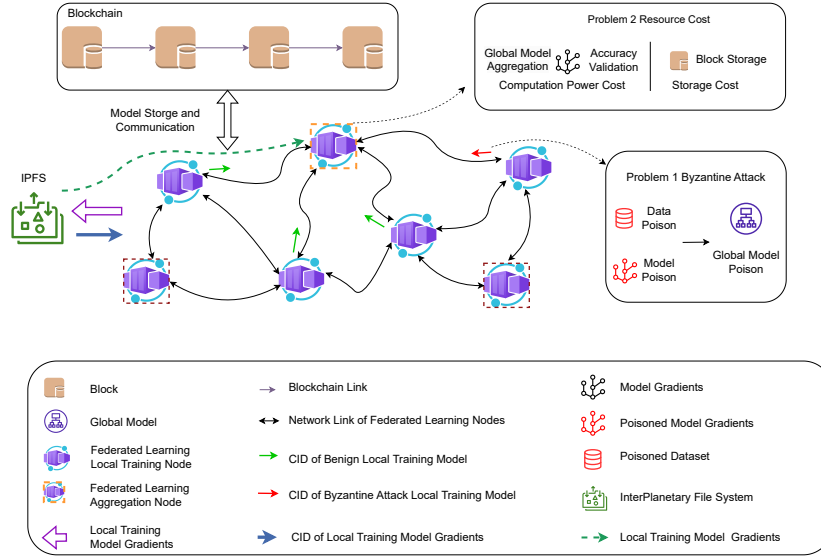 Blockchain
Model Storge and
Communication
IPFS
Problem 2 Resource Cost
Global Model
Aggregation
Accuracy
Validation
Computation Power Cost
Block Storage
Storage Cost
Problem 1 Byzantine Attack
Data
Poison
Model
Poison
Global Model
Poison
Block
Blockchain Link
Model Gradients
Global Model
Network Link of Federated Learning Nodes
Poisoned Model Gradients
Federated Learning
Local Training Node
CID of Benign Local Training Model
Poisoned Dataset
Federated Learning
Aggregation Node
CID of Byzantine Attack Local Training Model
InterPlanetary File System
Local Training
Model Gradients
CID of Local Training Model Gradients
Local Training Model Gradients